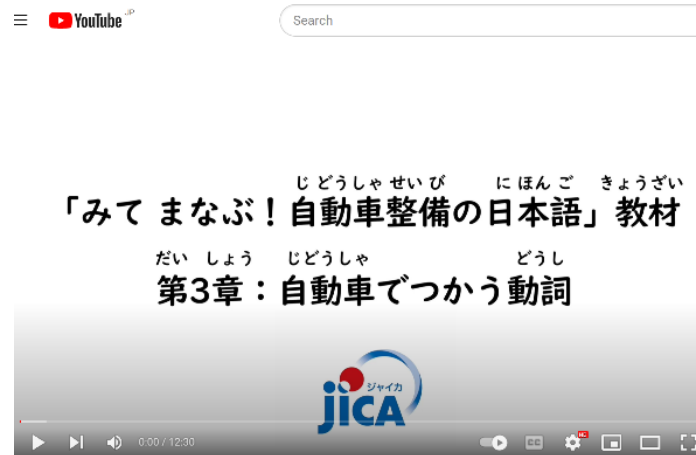 YouTube JP
Search
じどうしゃせいび にほんご きょうざい
「みて まなぶ！自動車整備の日本語」教材
だい しょう じどうしゃ どうし
第3章：自動車でつかう動詞
ジャイカ
jICA
0:00 / 12:30
CC
HD